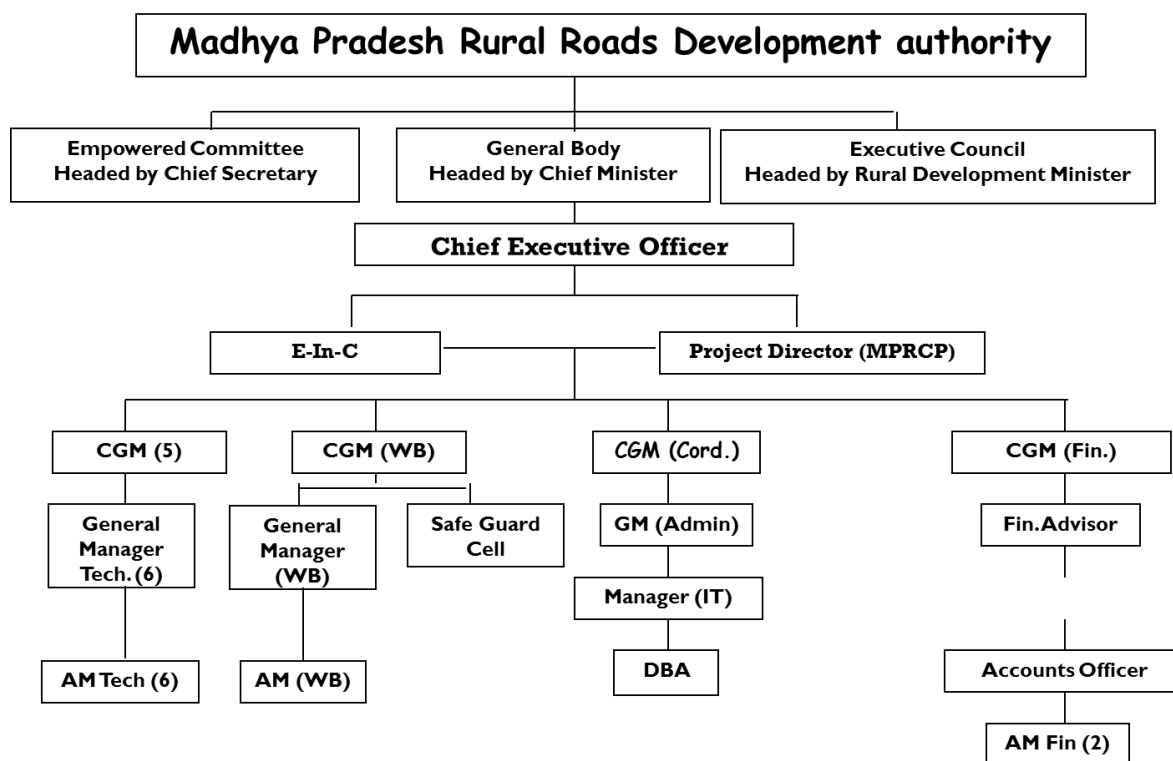 Madhya Pradesh Rural Roads Development authority
Empowered Committee
Headed by Chief Secretary
General Body
Headed by Chief Minister
Executive Council
Headed by Rural Development Minister
Chief Executive Officer
E-In-C
Project Director (MPRCP)
CGM (5)
CGM (WB)
CGM (Cord.)
CGM (Fin.)
General
Manager
Tech. (6)
General
Manager
(WB)
Safe Guard
Cell
GM (Admin)
Fin. Advisor
Manager (IT)
AM Tech (6)
AM (WB)
DBA
Accounts Officer
AM Fin (2)